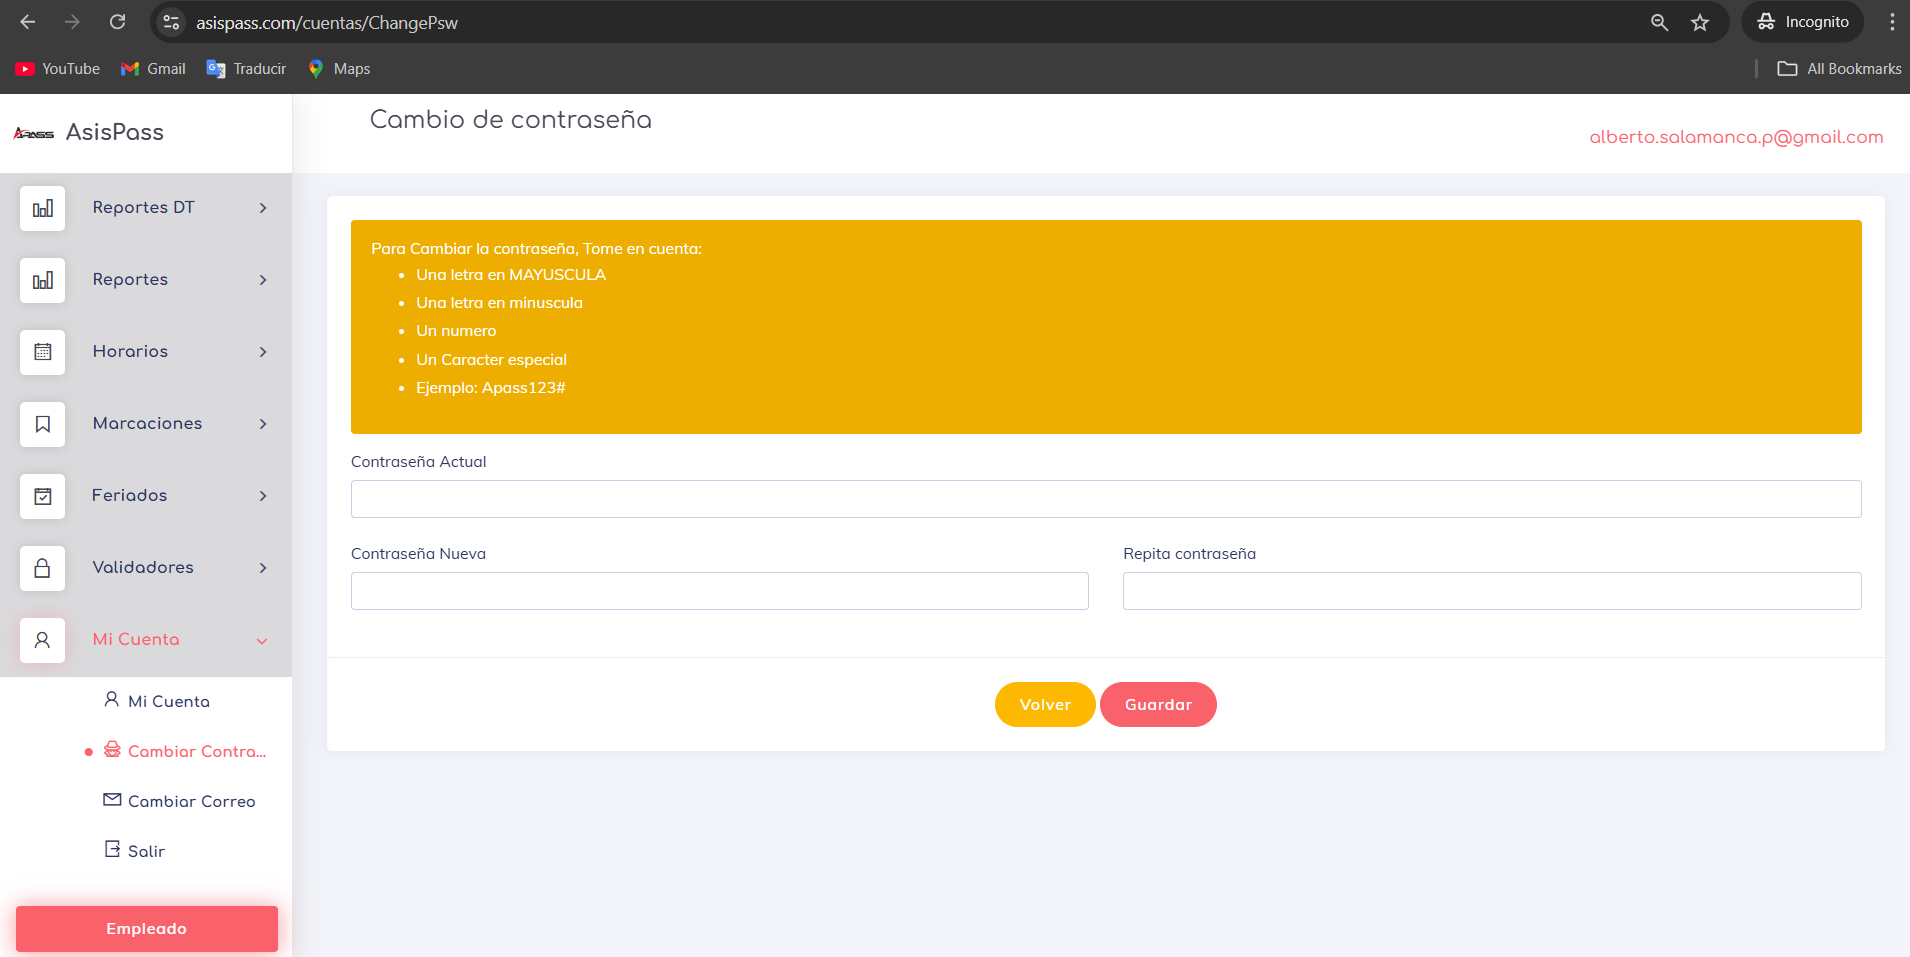 asispass.com/cuentas/ChangePsw
Incognito
YouTube
Gmail
Traducir
Maps
All Bookmarks
APASS AsisPass
Cambio de contraseña
alberto.salamanca.p@gmail.com
Reportes DT
Reportes
Horarios
Marcaciones
Feriados
Validadores
Mi Cuenta
Mi Cuenta
Cambiar Contra...
Cambiar Correo
Salir
Empleado
Para Cambiar la contraseña, Tome en cuenta:
Una letra en MAYUSCULA
Una letra en minuscula
Un numero
Un Caracter especial
Ejemplo: Apass123#
Contraseña Actual
Contraseña Nueva
Repita contraseña
Volver
Guardar